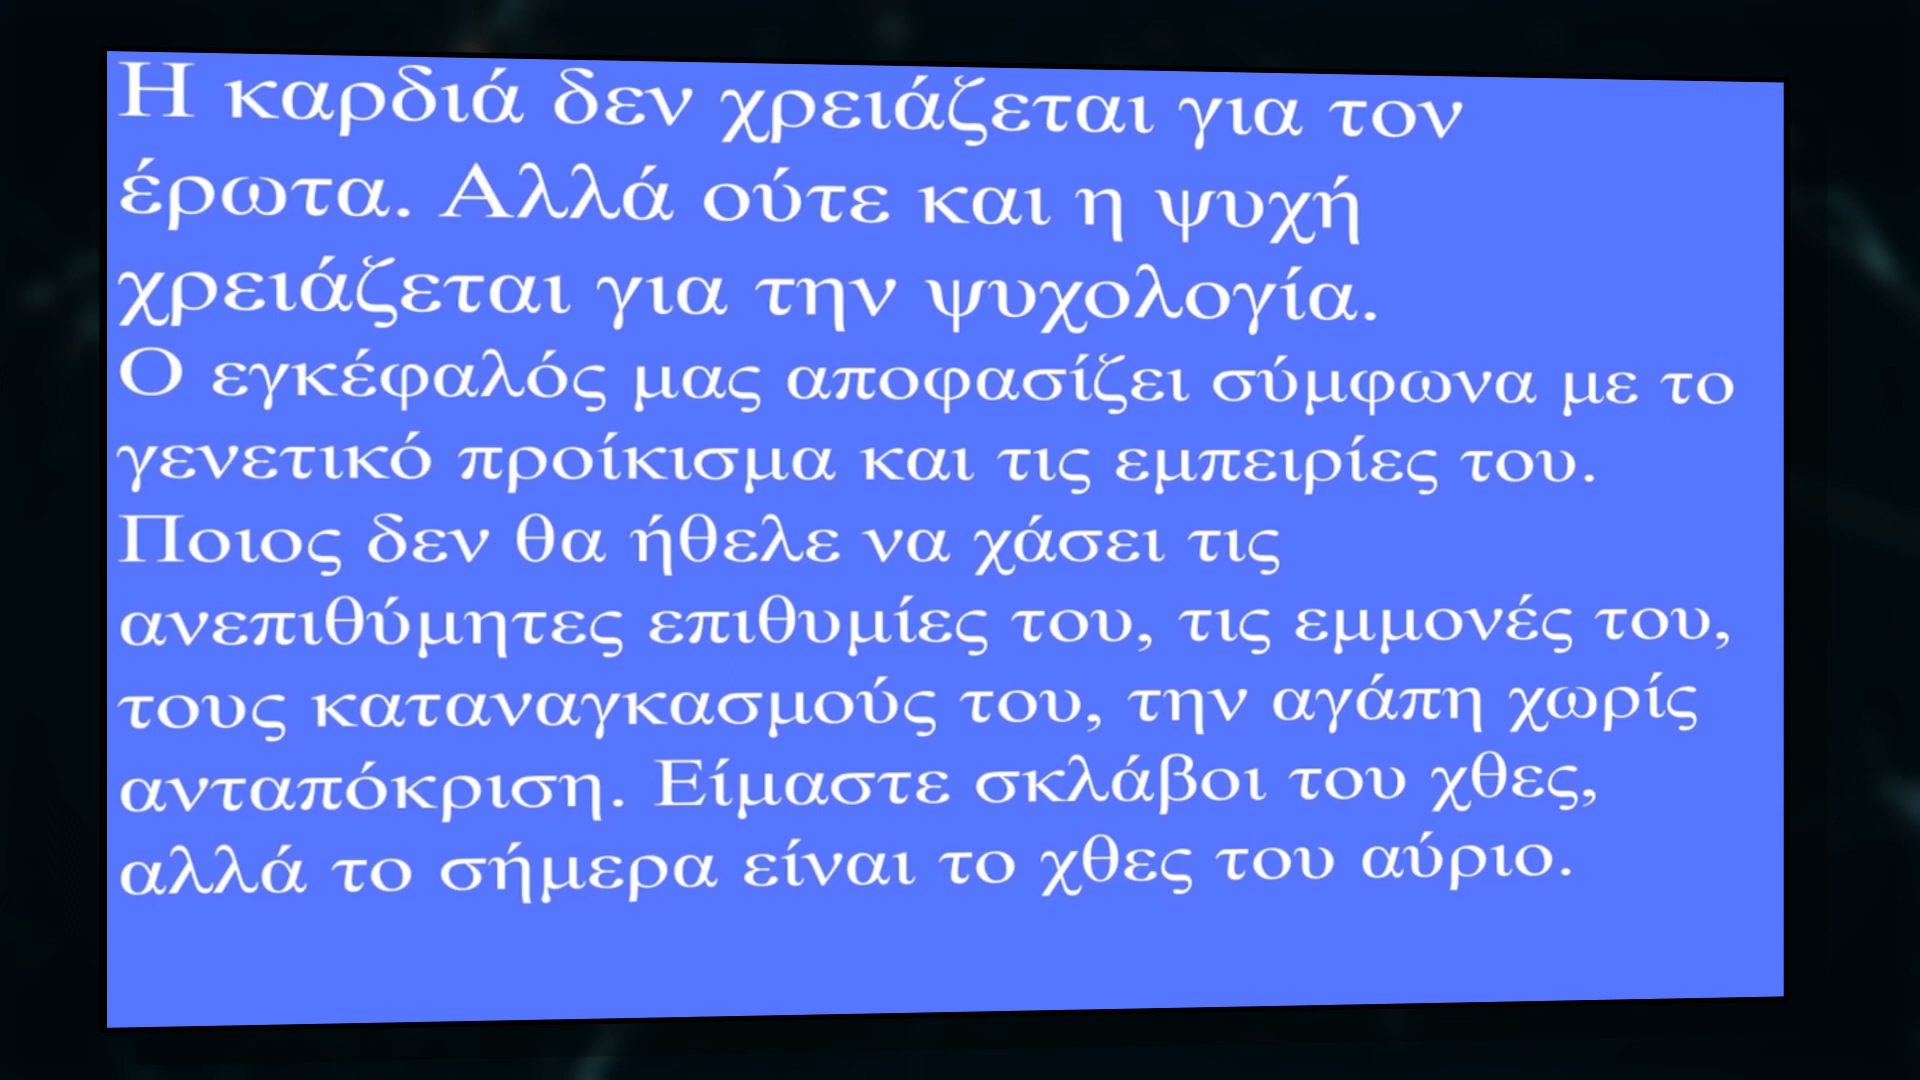 Η καρδιά δεν χρειάζεται για τον
έρωτα. Αλλά ούτε και η ψυχή
χρειάζεται για την ψυχολογία.
Ο εγκέφαλός μας αποφασίζει σύμφωνα με το
γενετικό προίκισμα και τις εμπειρίες του.
Ποιος δεν θα ήθελε να χάσει τις
ανεπιθύμητες επιθυμίες του, τις εμμονές του,
τους καταναγκασμούς του, την αγάπη χωρίς
ανταπόκριση. Είμαστε σκλάβοι του χθες,
αλλά το σήμερα είναι το χθες του αύριο.